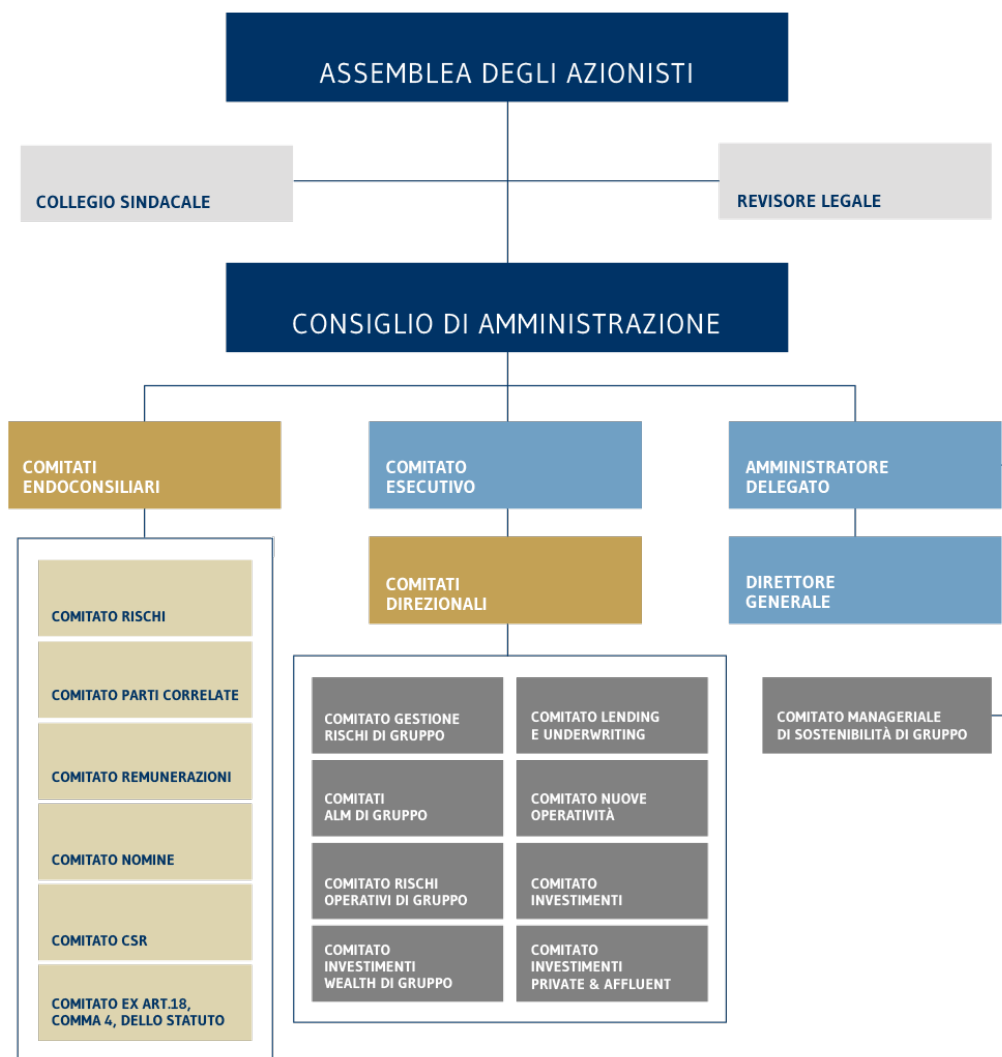 ASSEMBLEA DEGLI AZIONISTI
COLLEGIO SINDACALE
REVISORE LEGALE
CONSIGLIO DI AMMINISTRAZIONE
COMITATI
ENDOCONSILIARI
COMITATO
ESECUTIVO
AMMINISTRATORE
DELEGATO
COMITATI
DIREZIONALI
DIRETTORE
GENERALE
COMITATO RISCHI
COMITATO PARTI CORRELATE
COMITATO REMUNERAZIONI
COMITATO NOMINE
COMITATO CSR
COMITATO EX ART.18,
COMMA 4, DELLO STATUTO
COMITATO GESTIONE
RISCHI DI GRUPPO
COMITATO LENDING
E UNDERWRITING
COMITATI
ALM DI GRUPPO
COMITATO NUOVE
OPERATIVITÀ
COMITATO RISCHI
OPERATIVI DI GRUPPO
COMITATO
INVESTIMENTI
COMITATO
INVESTIMENTI
WEALTH DI GRUPPO
COMITATO
INVESTIMENTI
PRIVATE & AFFLUENT
COMITATO MANAGERIALE
DI SOSTENIBILITÀ DI GRUPPO